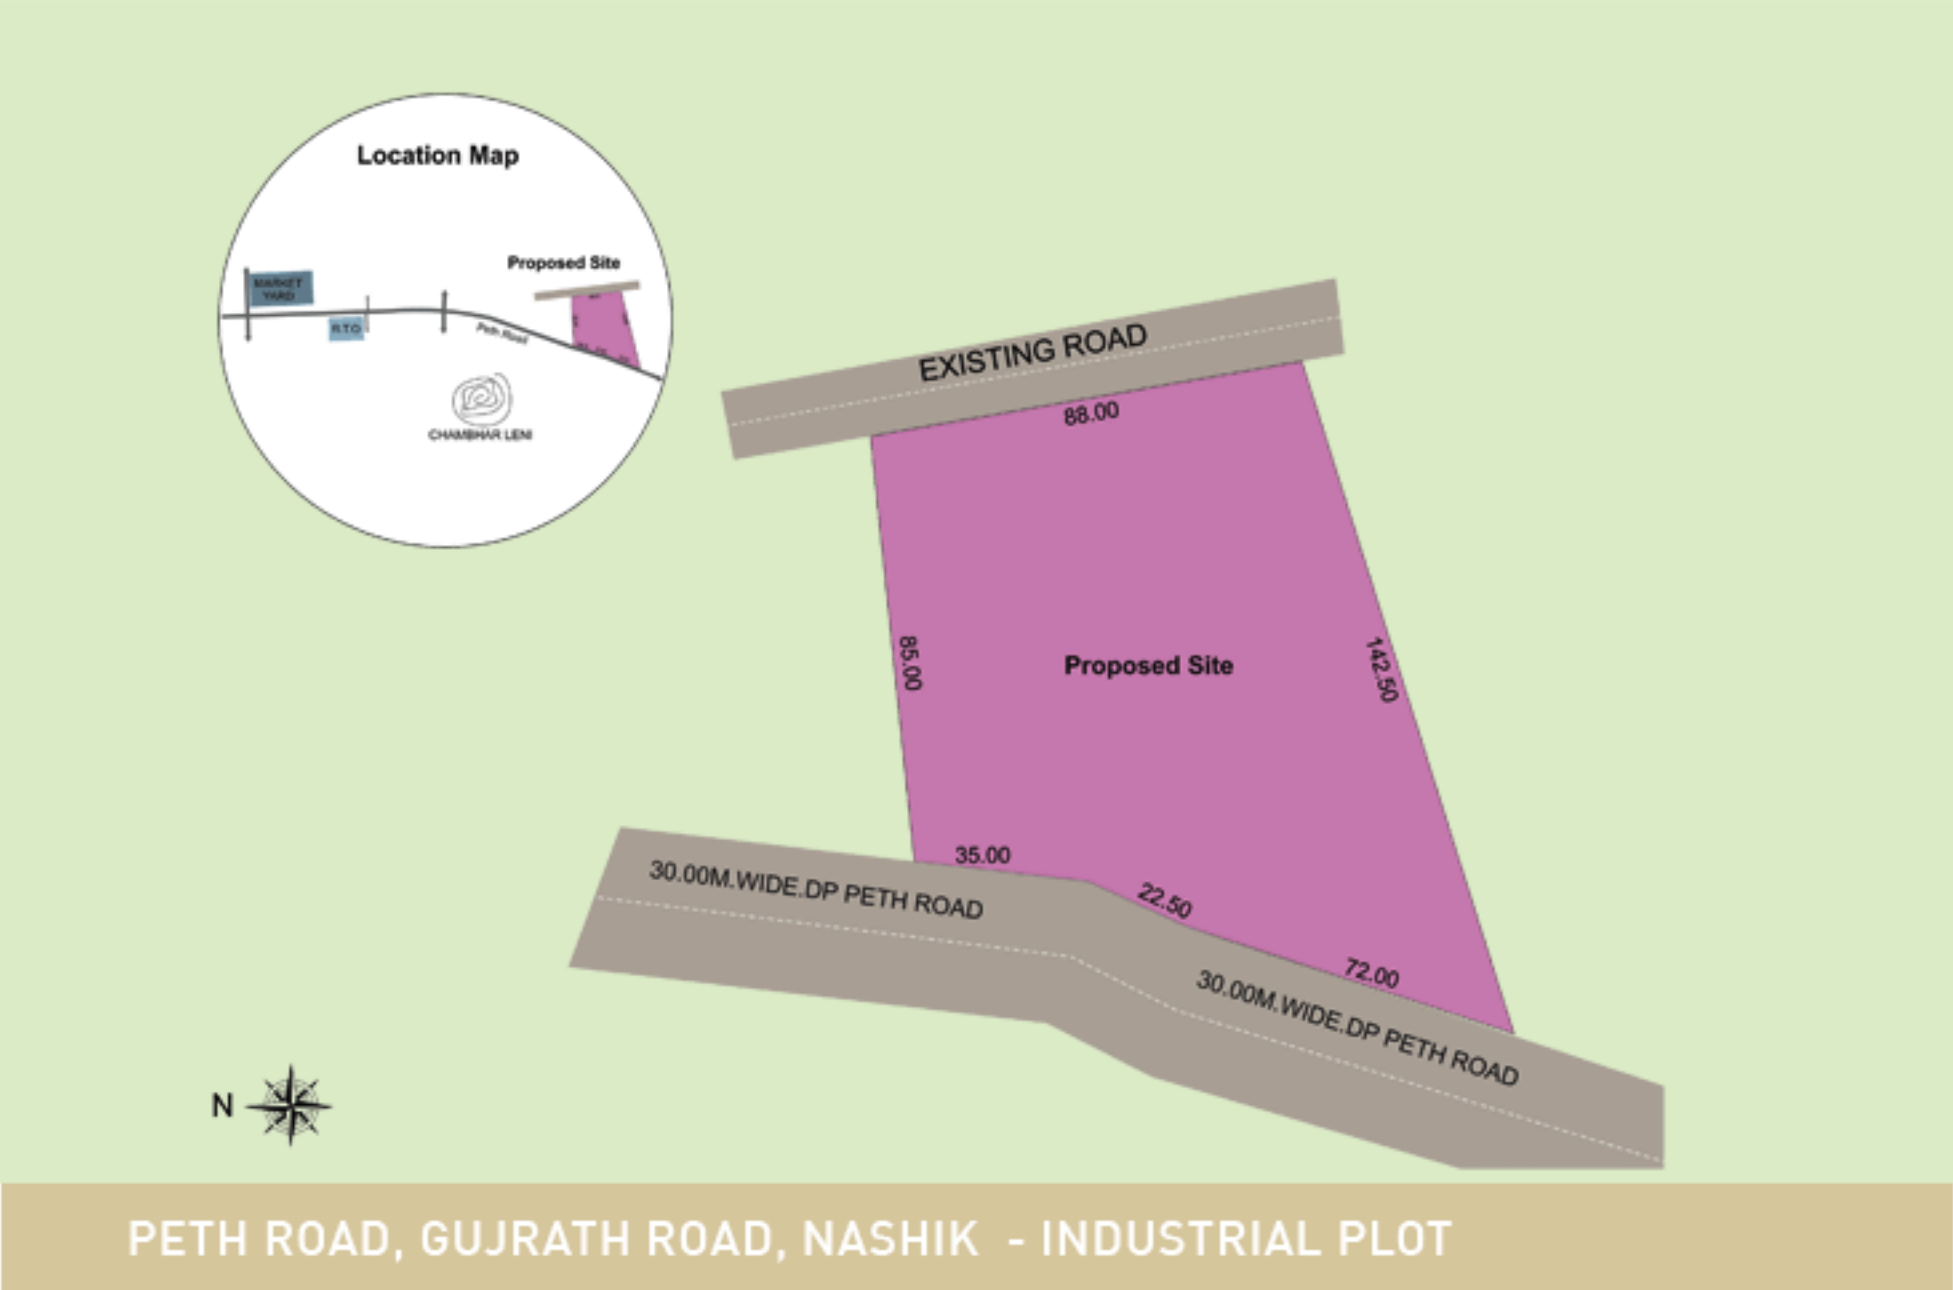 Location Map
Proposed Site
MARKET
YARD
R.T.O
Peth Road
CHAMBHAR LENI
EXISTING ROAD
88.00
85.00
142.50
Proposed Site
35.00
22.50
72.00
30.00M.WIDE.DP PETH ROAD
30.00M.WIDE.DP PETH ROAD
N
PETH ROAD, GUJRATH ROAD, NASHIK - INDUSTRIAL PLOT